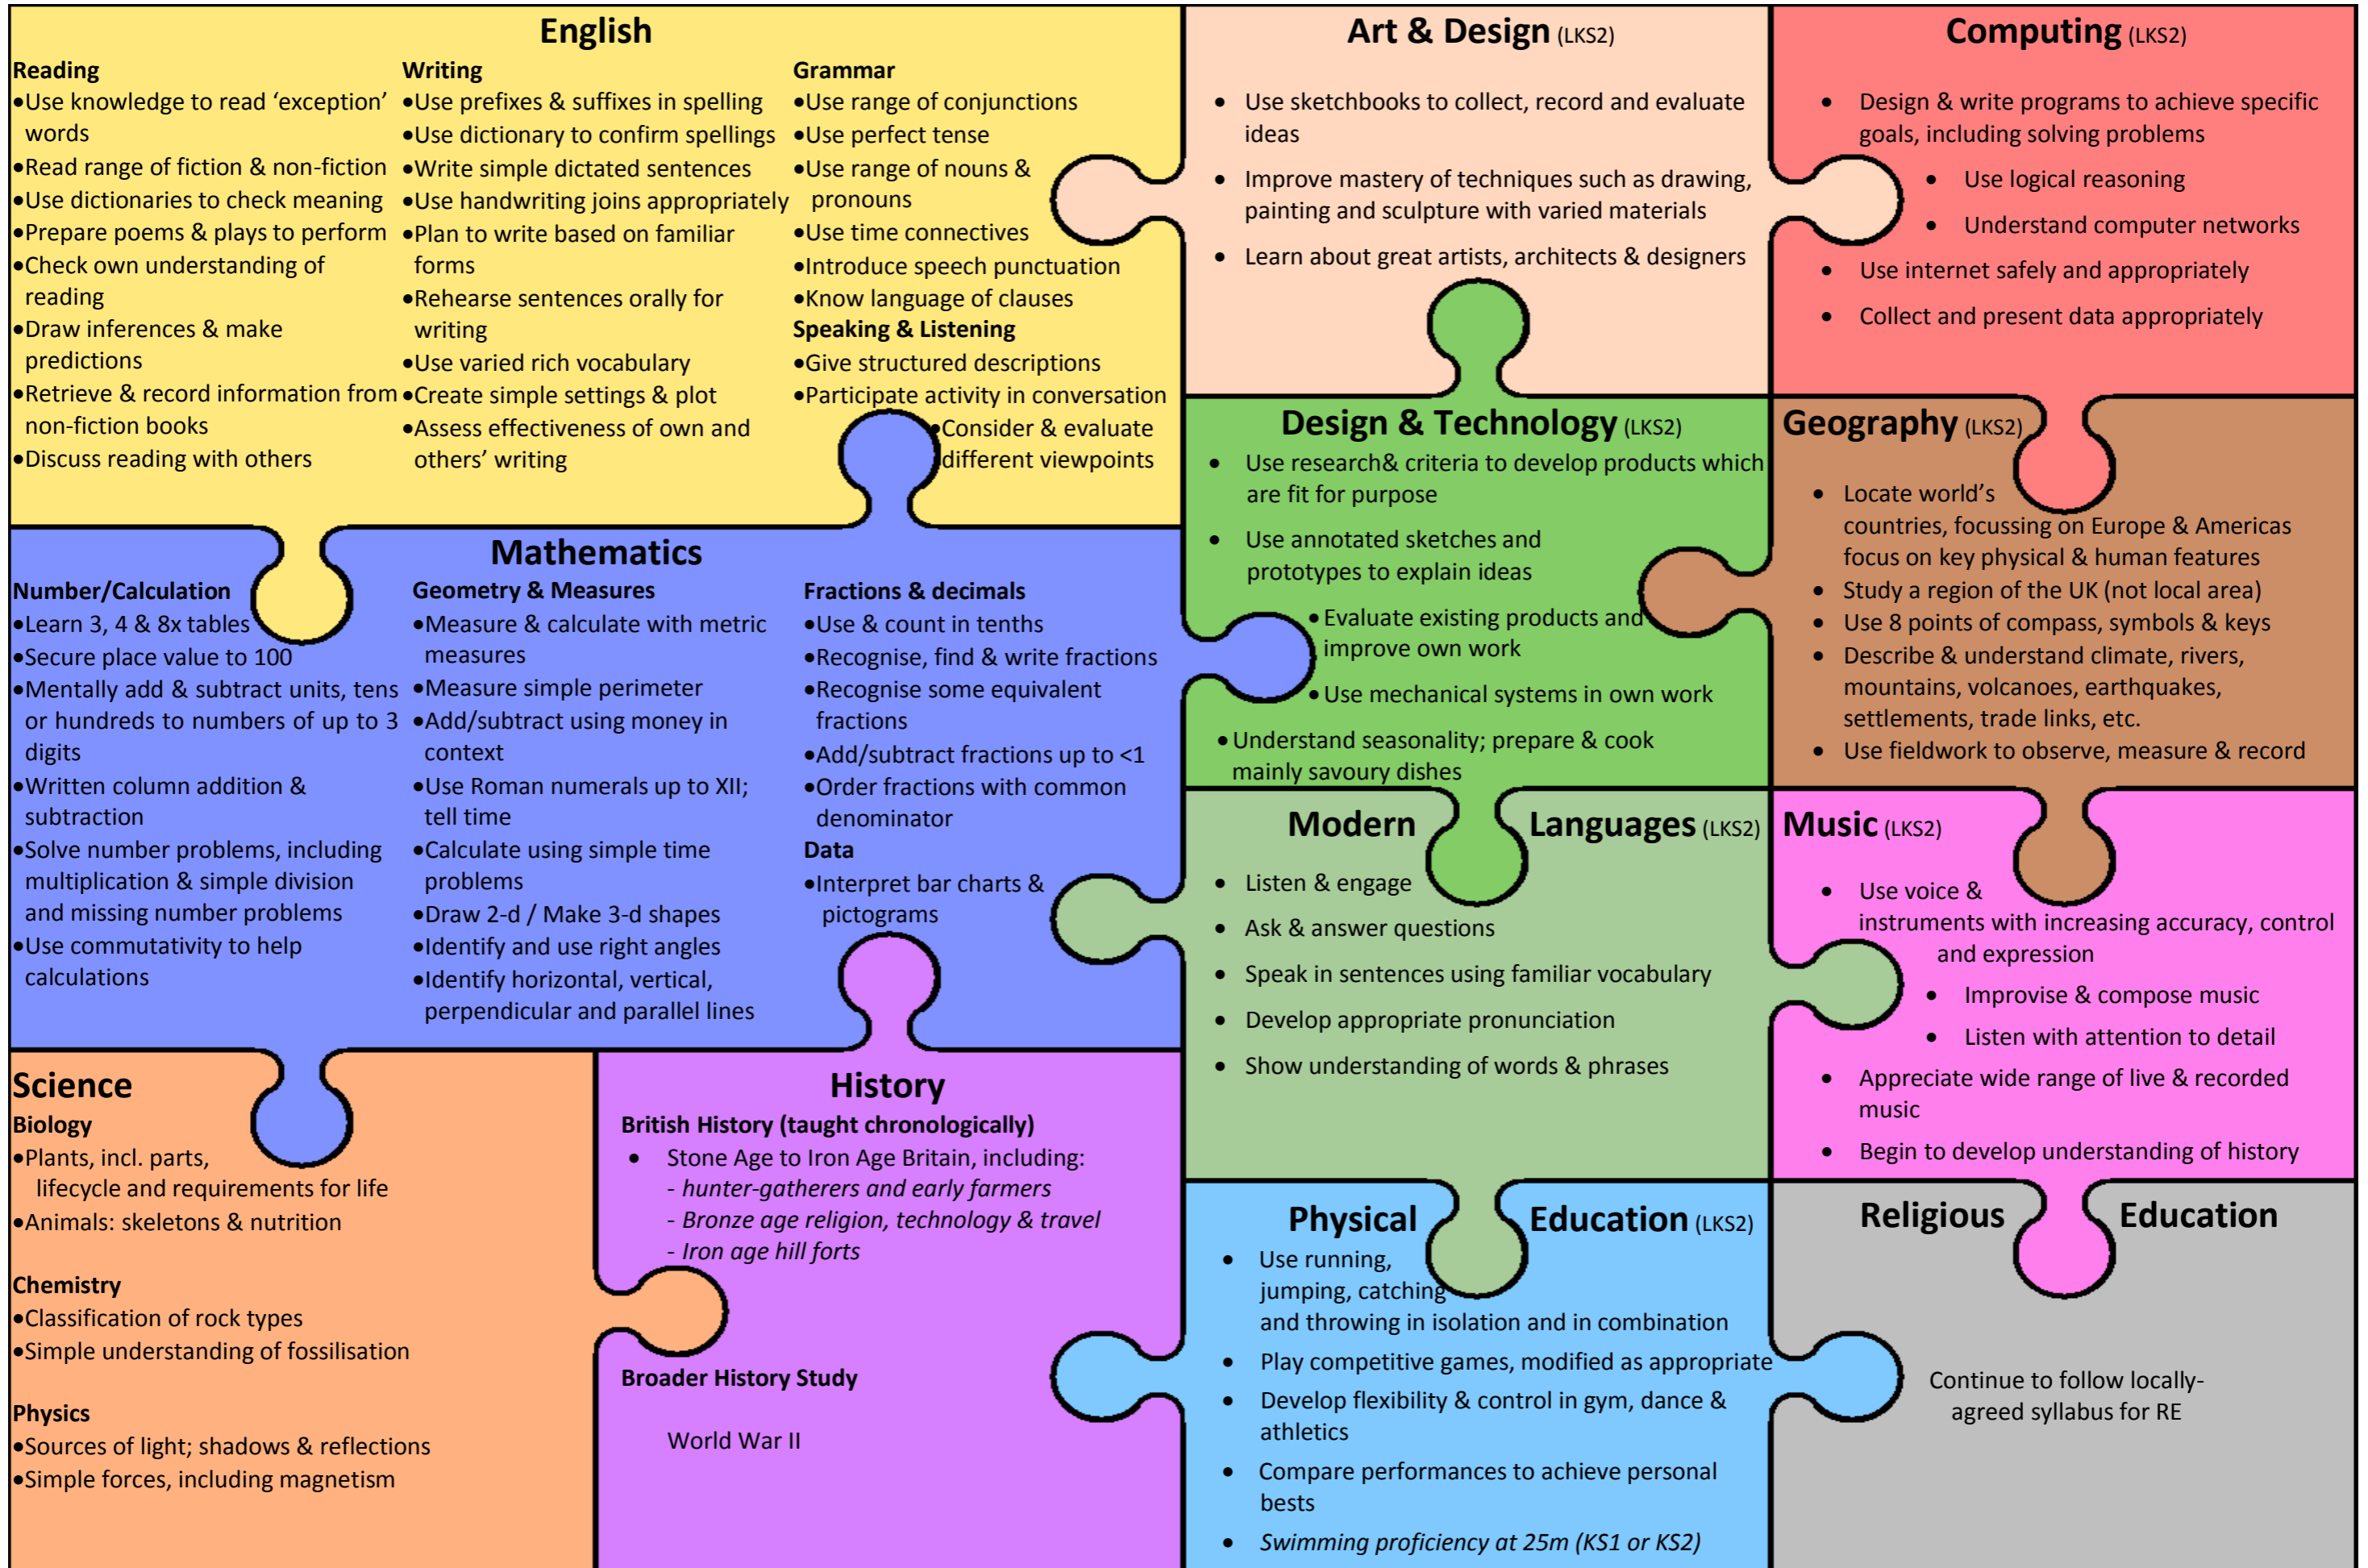 English
Reading
•Use knowledge to read ‘exception’
words
•Read range of fiction & non-fiction
•Use dictionaries to check meaning
•Prepare poems & plays to perform
•Check own understanding of
reading
•Draw inferences & make
predictions
•Retrieve & record information from
non-fiction books
•Discuss reading with others
Writing
•Use prefixes & suffixes in spelling
•Use dictionary to confirm spellings
•Write simple dictated sentences
•Use handwriting joins appropriately
•Plan to write based on familiar
forms
•Rehearse sentences orally for
writing
•Use varied rich vocabulary
•Create simple settings & plot
•Assess effectiveness of own and
others’ writing
Grammar
•Use range of conjunctions
•Use perfect tense
•Use range of nouns &
pronouns
•Use time connectives
•Introduce speech punctuation
•Know language of clauses
Speaking & Listening
•Give structured descriptions
•Participate activity in conversation
•Consider & evaluate
different viewpoints
Art & Design (LKS2)
• Use sketchbooks to collect, record and evaluate
ideas
• Improve mastery of techniques such as drawing,
painting and sculpture with varied materials
• Learn about great artists, architects & designers
Computing (LKS2)
• Design & write programs to achieve specific
goals, including solving problems
• Use logical reasoning
• Understand computer networks
• Use internet safely and appropriately
• Collect and present data appropriately
Mathematics
Number/Calculation
•Learn 3, 4 & 8x tables
•Secure place value to 100
•Mentally add & subtract units, tens
or hundreds to numbers of up to 3
digits
•Written column addition &
subtraction
•Solve number problems, including
multiplication & simple division
and missing number problems
•Use commutativity to help
calculations
Geometry & Measures
•Measure & calculate with metric
measures
•Measure simple perimeter
•Add/subtract using money in
context
•Use Roman numerals up to XII;
tell time
•Calculate using simple time
problems
•Draw 2-d / Make 3-d shapes
•Identify and use right angles
•Identify horizontal, vertical,
perpendicular and parallel lines
Fractions & decimals
•Use & count in tenths
•Recognise, find & write fractions
•Recognise some equivalent
fractions
•Add/subtract fractions up to <1
•Order fractions with common
denominator
Data
•Interpret bar charts &
pictograms
Design & Technology (LKS2)
• Use research& criteria to develop products which
are fit for purpose
• Use annotated sketches and
prototypes to explain ideas
•Evaluate existing products and
improve own work
•Use mechanical systems in own work
•Understand seasonality; prepare & cook
mainly savoury dishes
Geography (LKS2)
• Locate world’s
countries, focussing on Europe & Americas
focus on key physical & human features
• Study a region of the UK (not local area)
• Use 8 points of compass, symbols & keys
• Describe & understand climate, rivers,
mountains, volcanoes, earthquakes,
settlements, trade links, etc.
• Use fieldwork to observe, measure & record
Modern Languages (LKS2)
• Listen & engage
• Ask & answer questions
• Speak in sentences using familiar vocabulary
• Develop appropriate pronunciation
• Show understanding of words & phrases
Music (LKS2)
• Use voice &
instruments with increasing accuracy, control
and expression
• Improvise & compose music
• Listen with attention to detail
• Appreciate wide range of live & recorded
music
• Begin to develop understanding of history
Science
Biology
•Plants, incl. parts,
lifecycle and requirements for life
•Animals: skeletons & nutrition
Chemistry
•Classification of rock types
•Simple understanding of fossilisation
Physics
•Sources of light; shadows & reflections
•Simple forces, including magnetism
History
British History (taught chronologically)
• Stone Age to Iron Age Britain, including:
- hunter-gatherers and early farmers
- Bronze age religion, technology & travel
- Iron age hill forts
Broader History Study
World War II
Physical Education (LKS2)
• Use running,
jumping, catching
and throwing in isolation and in combination
• Play competitive games, modified as appropriate
• Develop flexibility & control in gym, dance &
athletics
• Compare performances to achieve personal
bests
• Swimming proficiency at 25m (KS1 or KS2)
Religious Education
Continue to follow locally-
agreed syllabus for RE